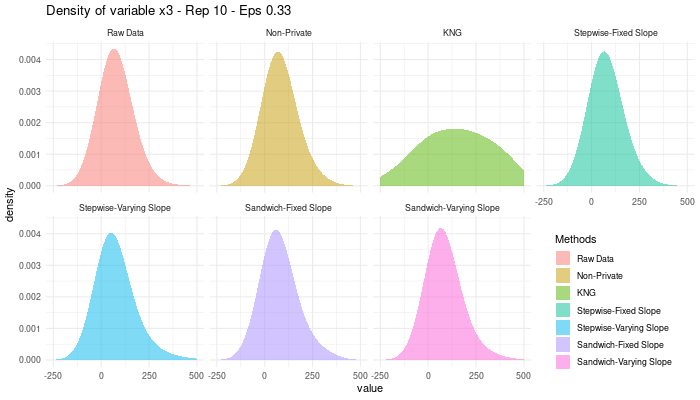 Density of variable x3 - Rep 10 - Eps 0.33
Raw Data
Non-Private
KNG
Stepwise-Fixed Slope
0.004
0.003
0.002
0.001
0.000
-250
0
250
500
density
Stepwise-Varying Slope
Sandwich-Fixed Slope
Sandwich-Varying Slope
0.004
0.003
0.002
0.001
0.000
-250
0
250
500
-250
0
250
500
-250
0
250
500
value
Methods
Raw Data
Non-Private
KNG
Stepwise-Fixed Slope
Stepwise-Varying Slope
Sandwich-Fixed Slope
Sandwich-Varying Slope